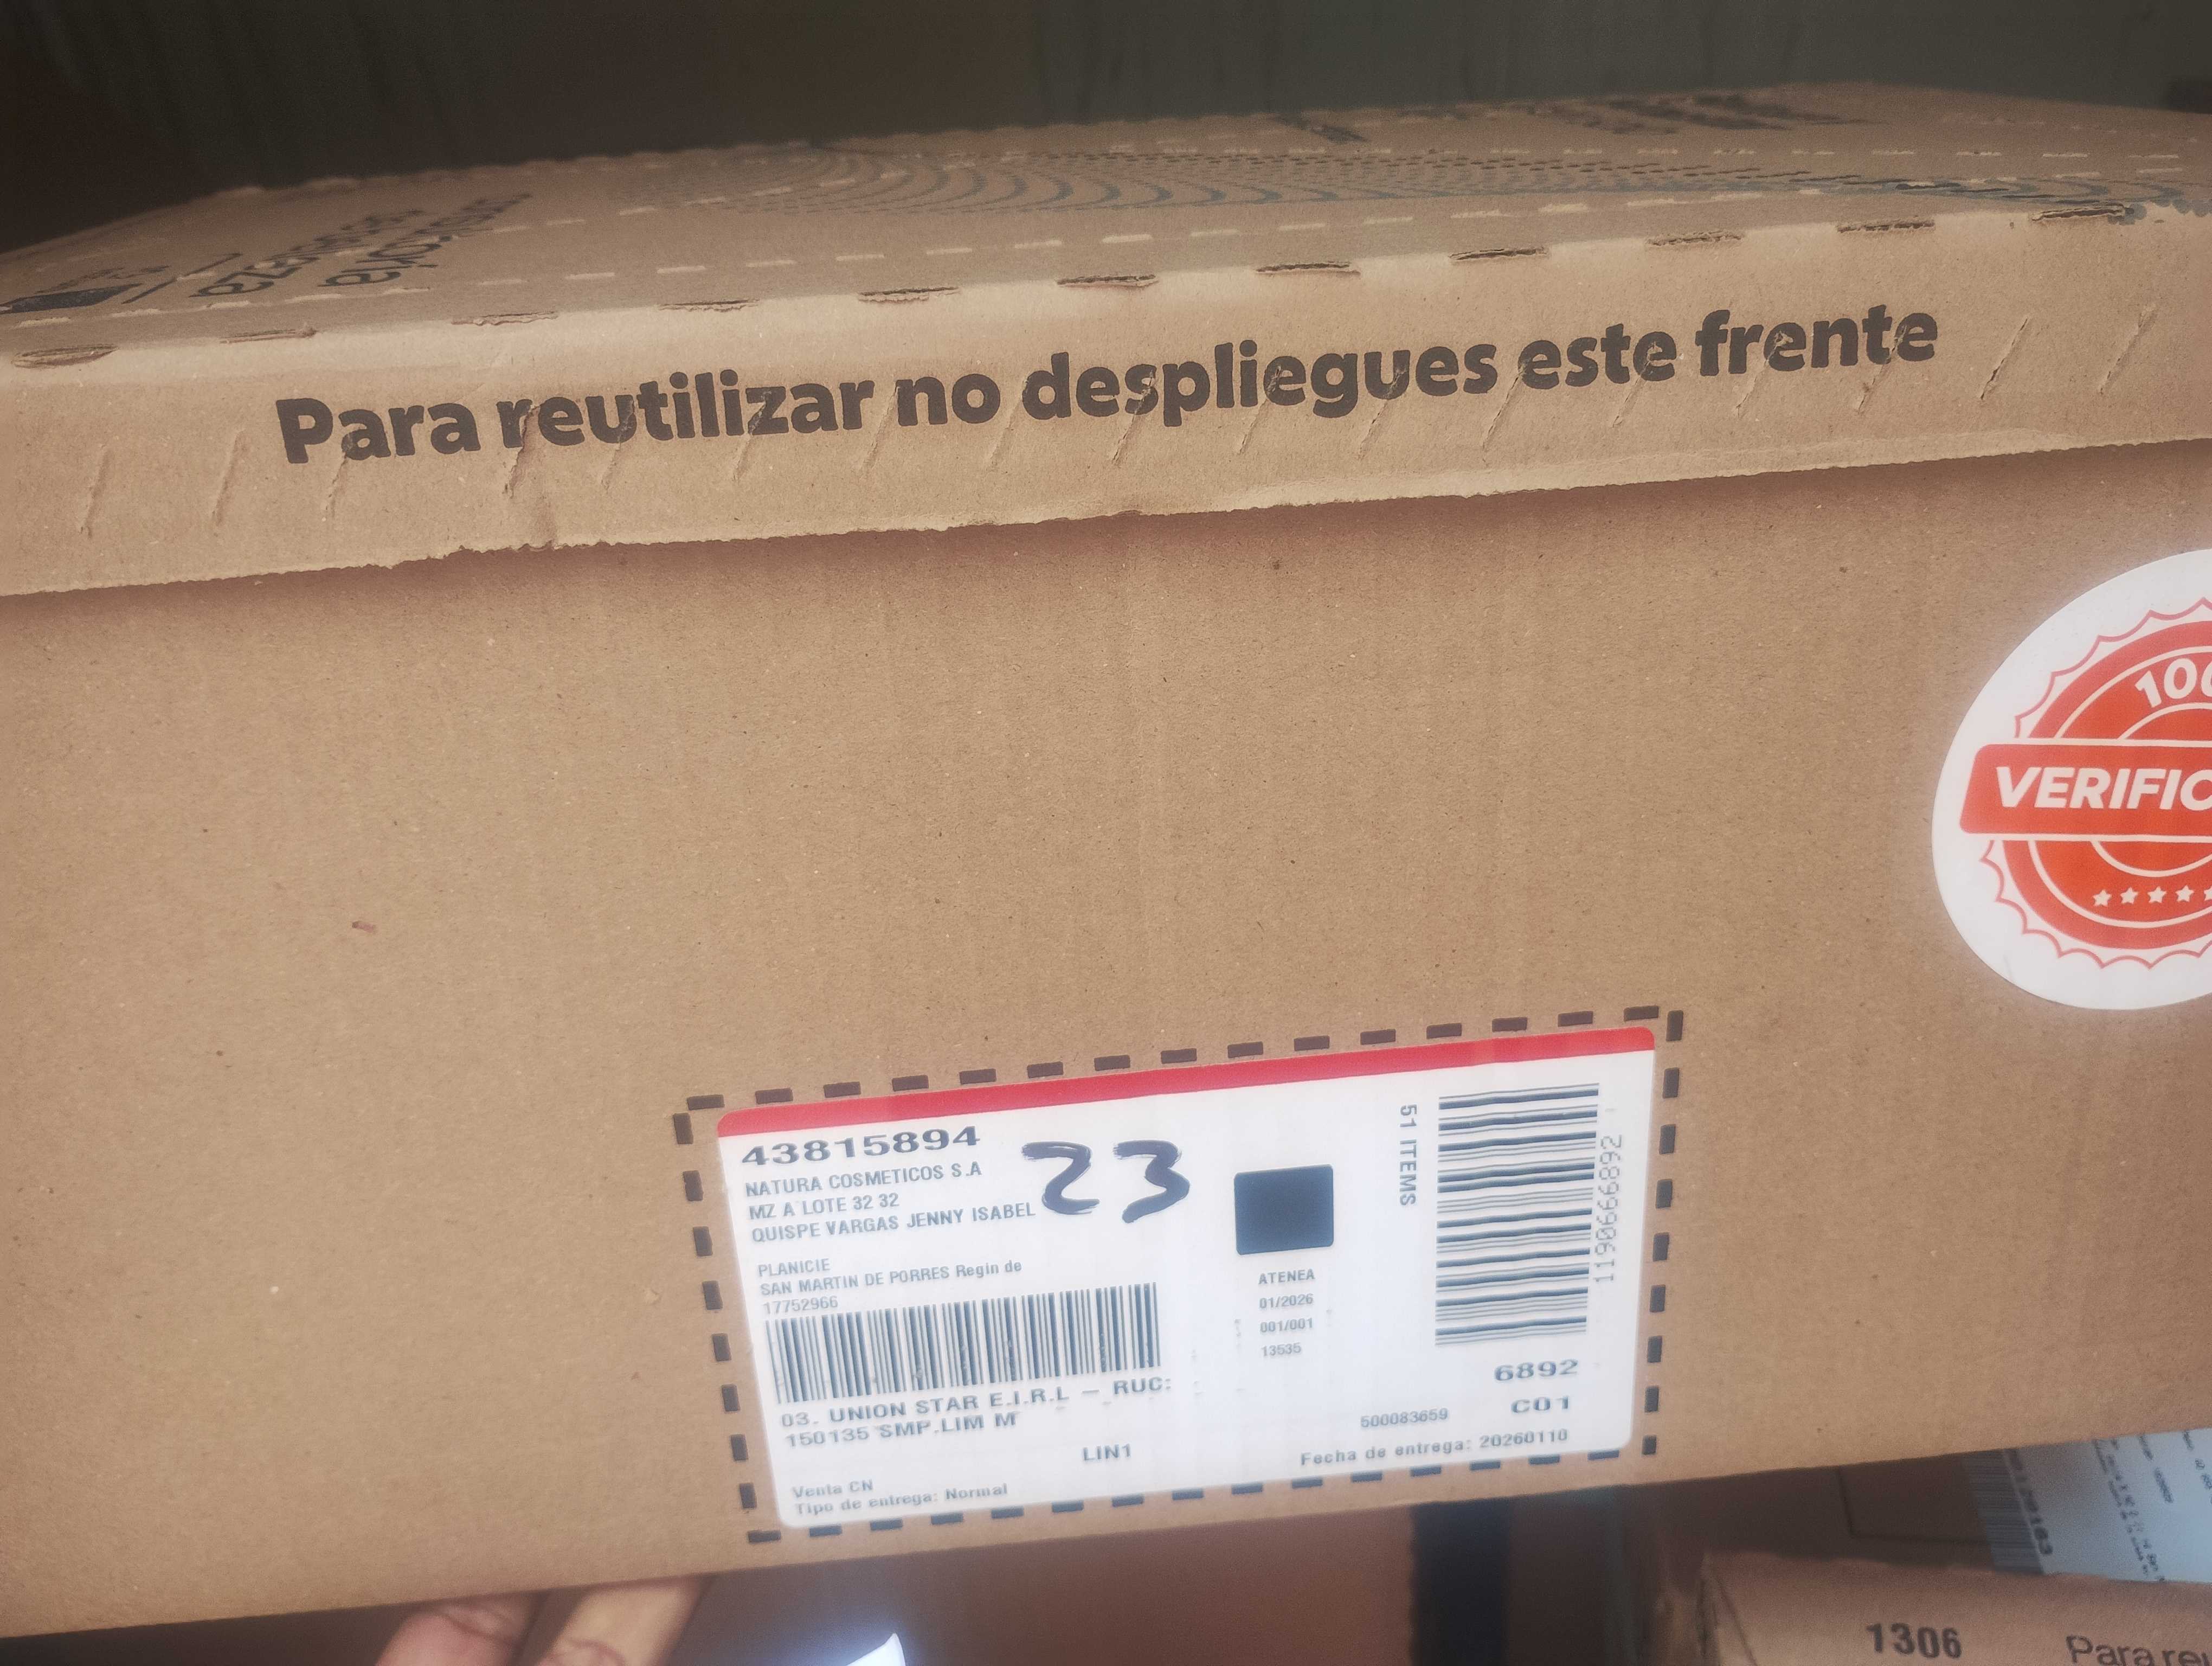 Para reutilizar no despliegues este frente
100
VERIFIC
43815894
23
NATURA COSMETICOS S.A
MZ A LOTE 32 32
QUISPE VARGAS JENNY ISABEL
PLANICIE
SAN MARTIN DE PORRES Regin de
17752966
03. UNION STAR E.I.R.L – RUC:
150135 SMP.LIM M
LIN1
Venta CN
Tipo de entrega: Normal
ATENEA
01/2026
001/001
13535
51 ITEMS
1190666892
6892
C01
500083659
Fecha de entrega: 20260110
1306
Para re